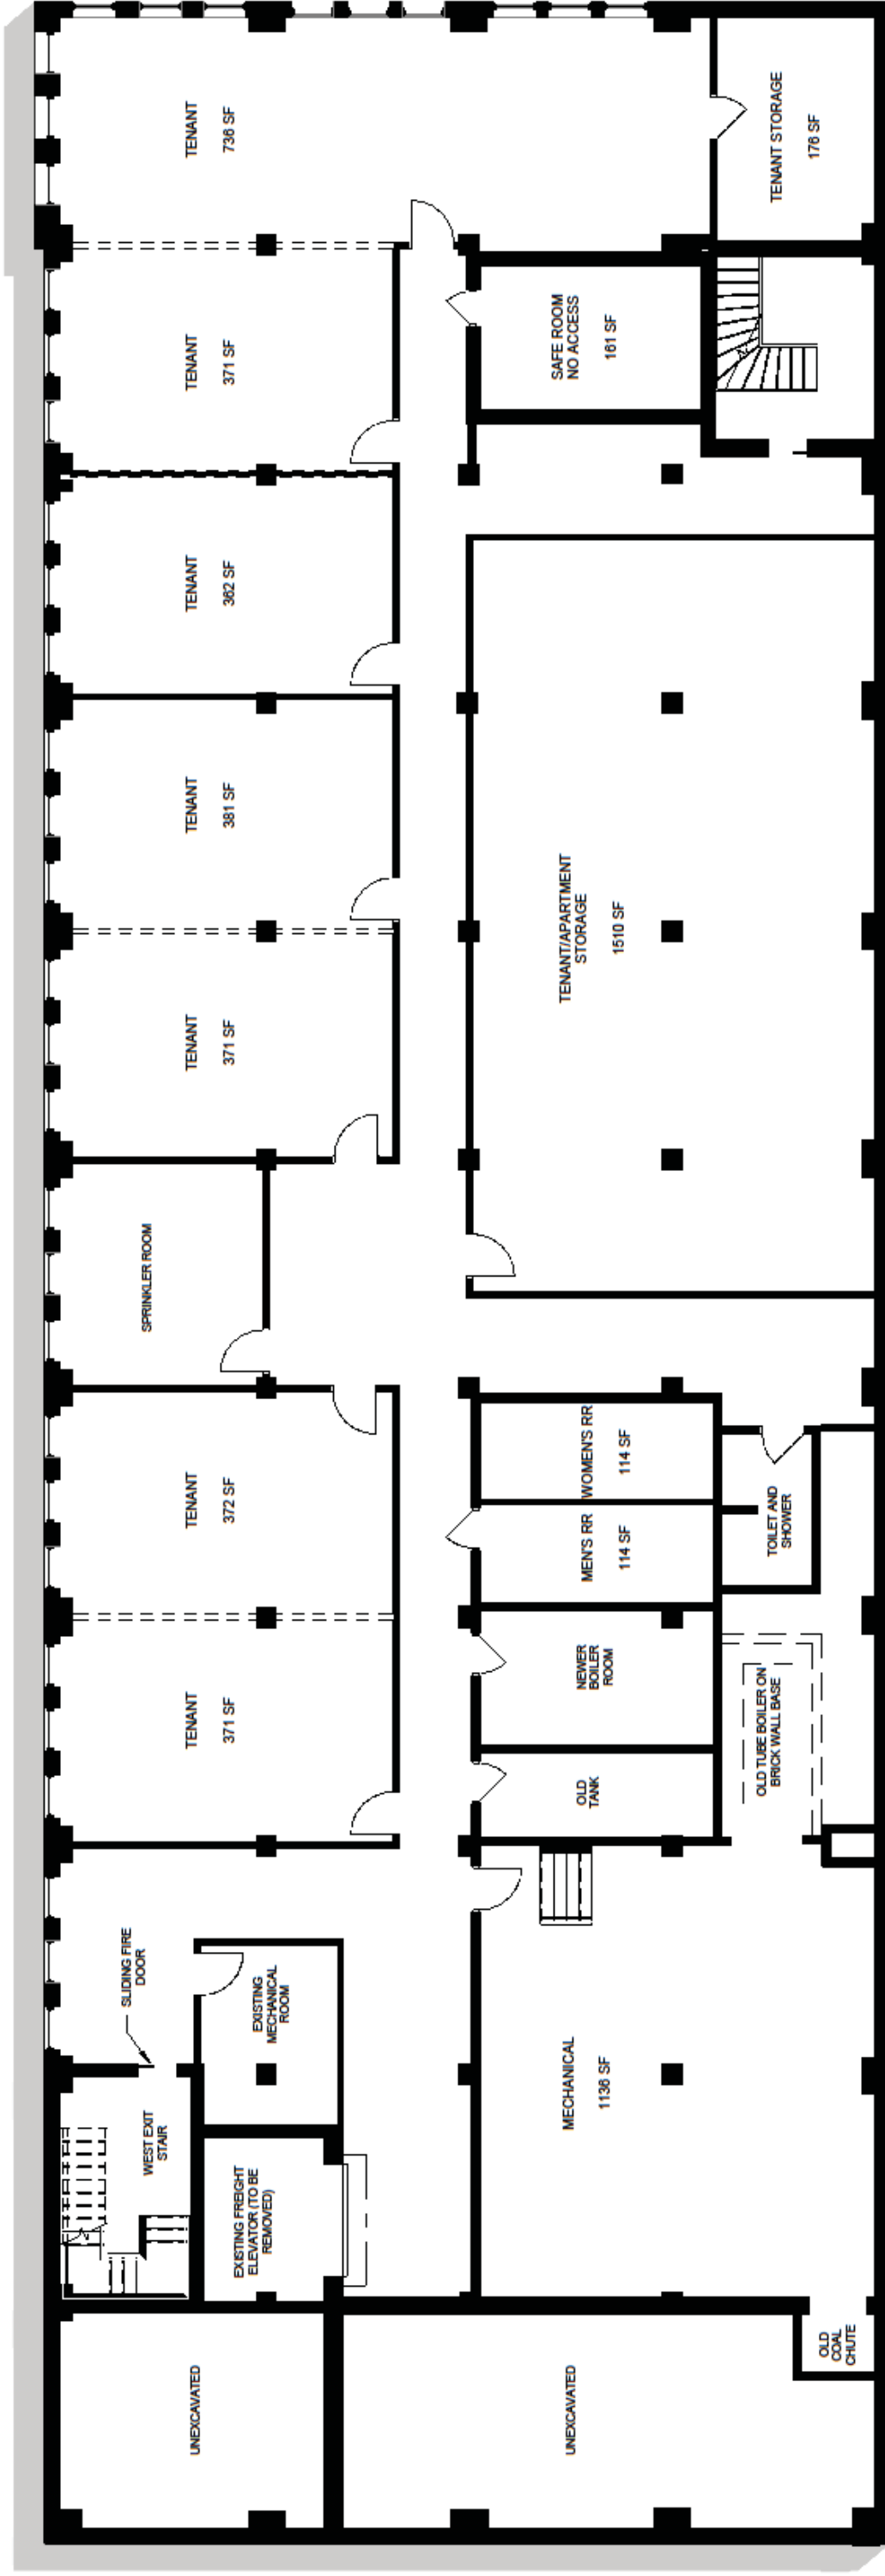 TENANT
736 SF
TENANT STORAGE
176 SF
TENANT
371 SF
SAFE ROOM
NO ACCESS
161 SF
TENANT
362 SF
TENANT
381 SF
TENANT/APARTMENT
STORAGE
1510 SF
TENANT
371 SF
SPRINKLER ROOM
TENANT
372 SF
WOMEN'S RR
114 SF
MEN'S RR
114 SF
TOILET AND
SHOWER
TENANT
371 SF
NEWER
BOILER
ROOM
OLD TUBE BOILER ON
BRICK WALL BASE
OLD
TANK
SLIDING FIRE
DOOR
EXISTING
MECHANICAL
ROOM
MECHANICAL
1136 SF
WEST EXIT
STAIR
EXISTING FREIGHT
ELEVATOR (TO BE
REMOVED)
OLD
COAL
CHUTE
UNEXCAVATED
UNEXCAVATED